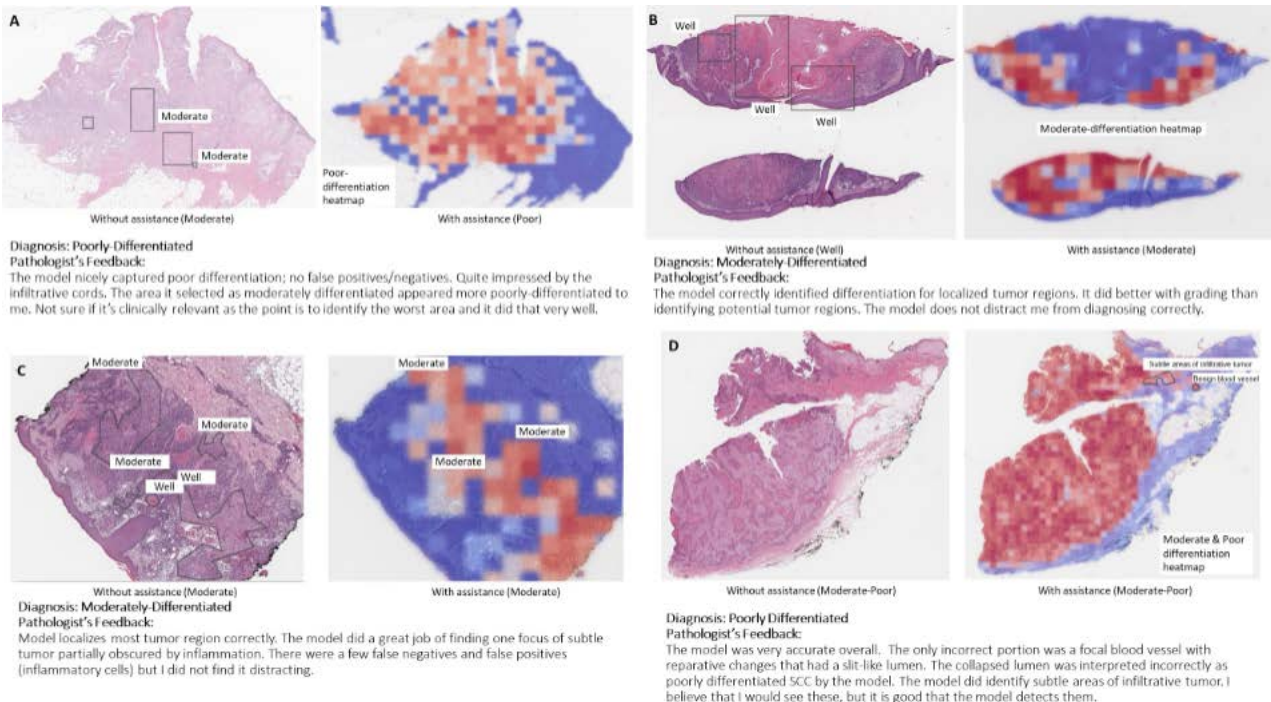 A
Moderate
Moderate
Poor-
differentiation
heatmap
Without assistance (Moderate)
With assistance (Poor)
Diagnosis: Poorly-Differentiated
Pathologist's Feedback:
The model nicely captured poor differentiation; no false positives/negatives. Quite impressed by the
infiltrative cords. The area it selected as moderately differentiated appeared more poorly-differentiated to
me. Not sure if it's clinically relevant as the point is to identify the worst area and it did that very well.
B
Well
Well
Well
Moderate-differentiation heatmap
Without assistance (Well)
With assistance (Moderate)
Diagnosis: Moderately-Differentiated
Pathologist's Feedback:
The model correctly identified differentiation for localized tumor regions. It did better with grading than
identifying potential tumor regions. The model does not distract me from diagnosing correctly.
C
Moderate
Moderate
Moderate
Well
Well
Moderate
Moderate
Moderate
Without assistance (Moderate)
With assistance (Moderate)
Diagnosis: Moderately-Differentiated
Pathologist's Feedback:
Model localizes most tumor region correctly. The model did a great job of finding one focus of subtle
tumor partially obscured by inflammation. There were a few false negatives and false positives
(inflammatory cells) but I did not find it distracting.
D
Subtle areas of infiltrative tumor
Benign blood vessel
Moderate & Poor
differentiation
heatmap
Without assistance (Moderate-Poor)
With assistance (Moderate-Poor)
Diagnosis: Poorly Differentiated
Pathologist's Feedback:
The model was very accurate overall. The only incorrect portion was a focal blood vessel with
reparative changes that had a slit-like lumen. The collapsed lumen was interpreted incorrectly as
poorly differentiated SCC by the model. The model did identify subtle areas of infiltrative tumor. I
believe that I would see these, but it is good that the model detects them.